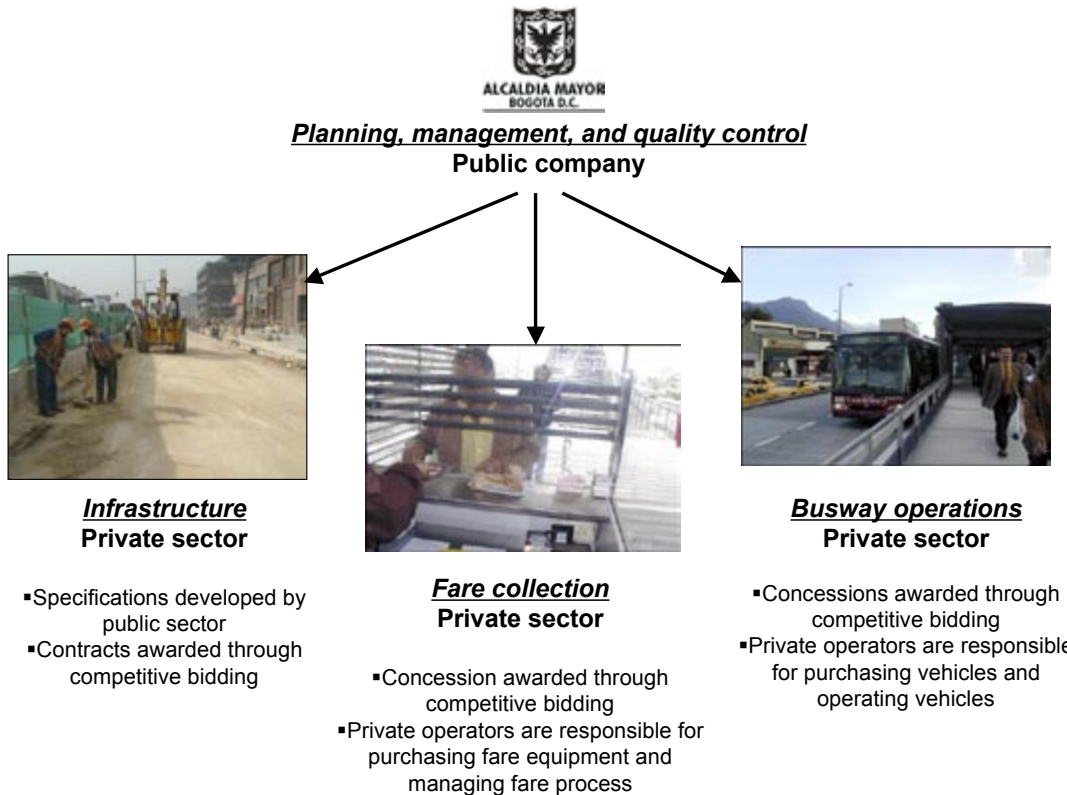 ALCALDIA MAYOR
BOGOTA D.C.
Planning, management, and quality control
Public company
Infrastructure
Private sector
▪Specifications developed by
public sector
▪Contracts awarded through
competitive bidding
Fare collection
Private sector
▪Concession awarded through
competitive bidding
▪Private operators are responsible for
purchasing fare equipment and
managing fare process
Busway operations
Private sector
▪Concessions awarded through
competitive bidding
▪Private operators are responsible
for purchasing vehicles and
operating vehicles